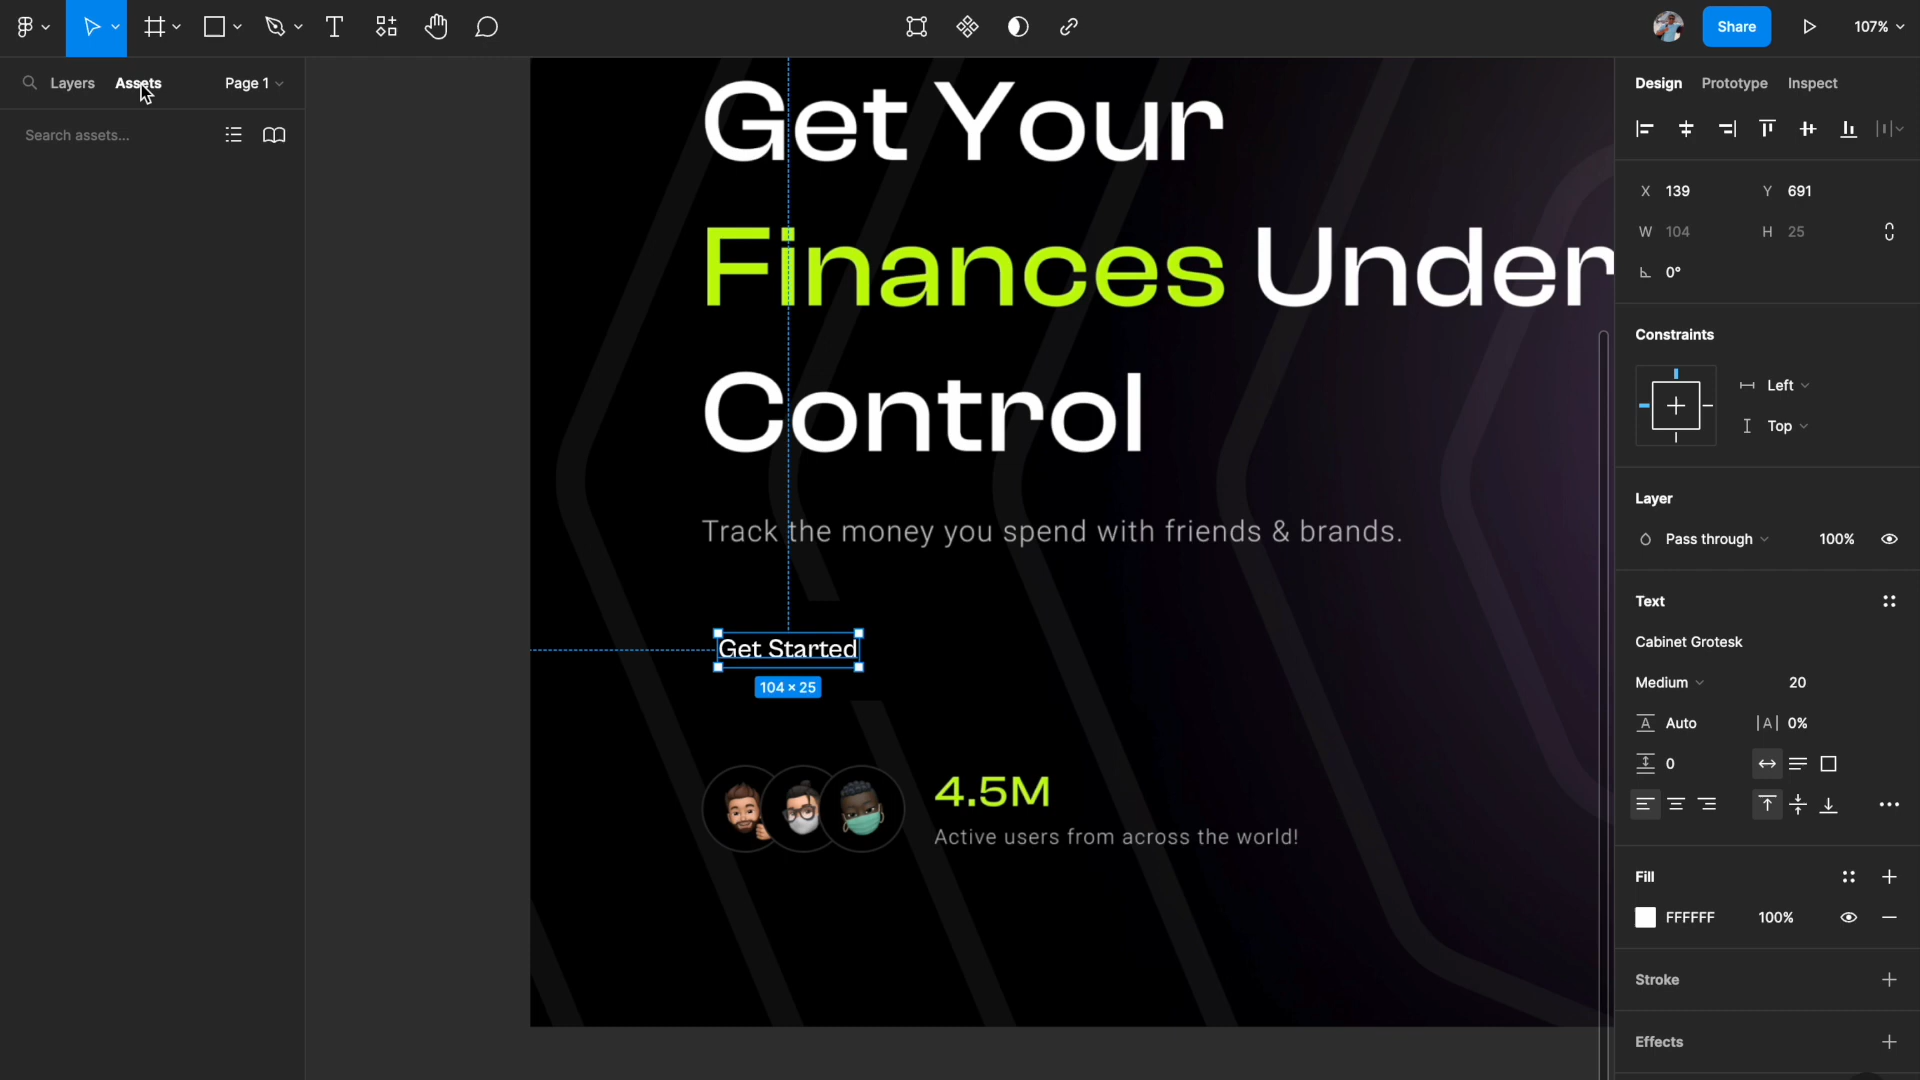 Share
107%
Layers
Assets
Page 1
Search assets...
Get Your
Finances Under
Control
Track the money you spend with friends & brands.
Get Started
104 × 25
4.5M
Active users from across the world!
Design
Prototype
Inspect
X 139
Y 691
W 104
H 25
0°
Constraints
Left
Top
Layer
Pass through
100%
Text
Cabinet Grotesk
Medium
20
A Auto
|A| 0%
0
Fill
FFFFFF
100%
Stroke
Effects